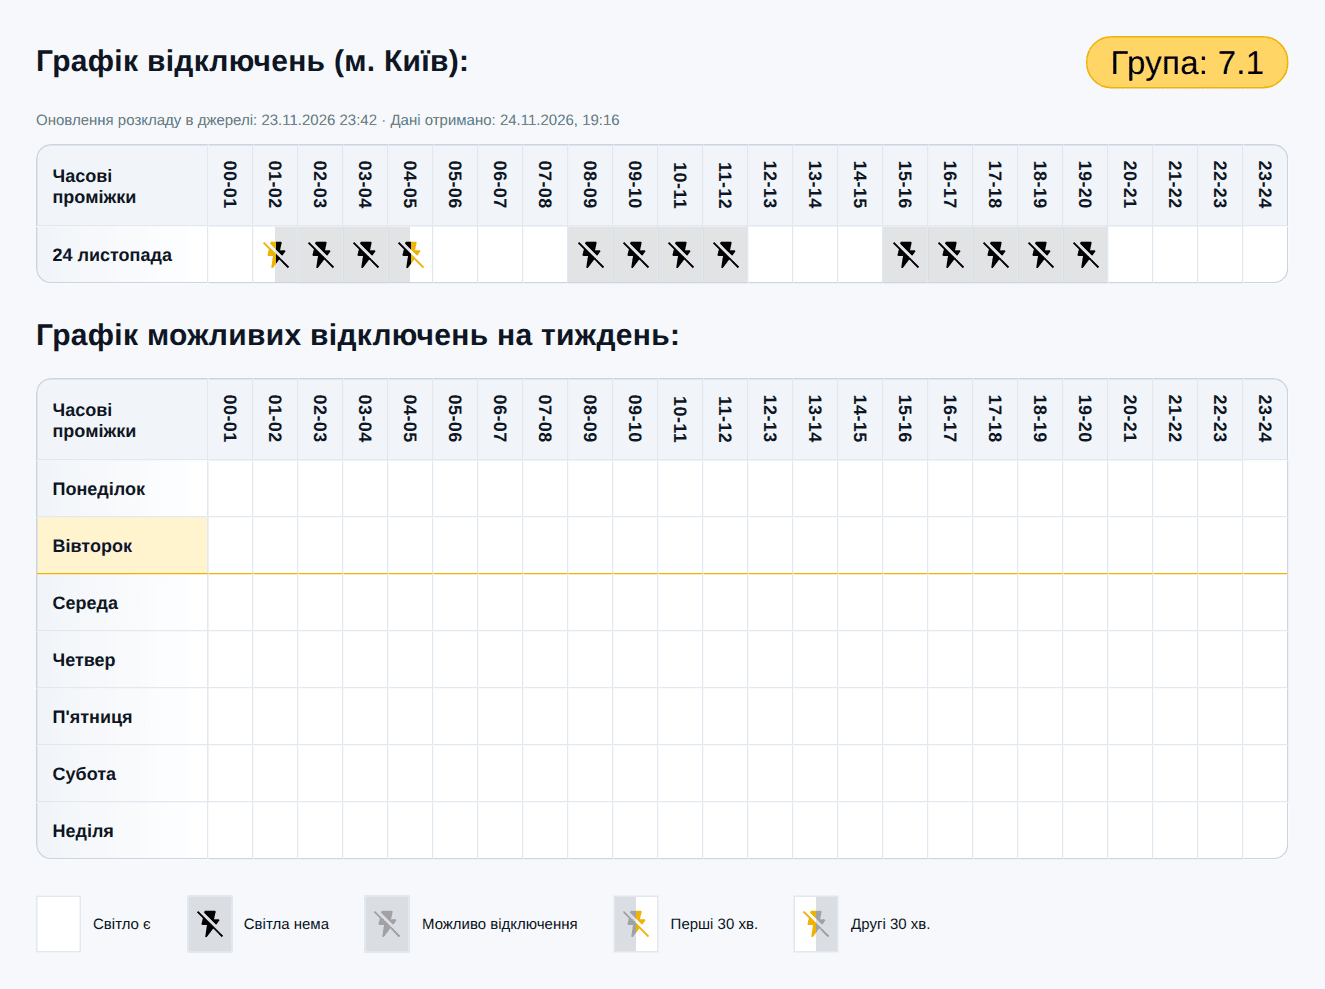 Графік відключень (м. Київ):
Група: 7.1
Оновлення розкладу в джерелі: 23.11.2026 23:42 · Дані отримано: 24.11.2026, 19:16
Часові
проміжки
00-01 01-02 02-03 03-04 04-05 05-06 06-07 07-08 08-09 09-10 10-11 11-12 12-13 13-14 14-15 15-16 16-17 17-18 18-19 19-20 20-21 21-22 22-23 23-24
24 листопада
Графік можливих відключень на тиждень:
Часові
проміжки
00-01 01-02 02-03 03-04 04-05 05-06 06-07 07-08 08-09 09-10 10-11 11-12 12-13 13-14 14-15 15-16 16-17 17-18 18-19 19-20 20-21 21-22 22-23 23-24
Понеділок
Вівторок
Середа
Четвер
П'ятниця
Субота
Неділя
Світло є Світла нема Можливо відключення Перші 30 хв. Другі 30 хв.